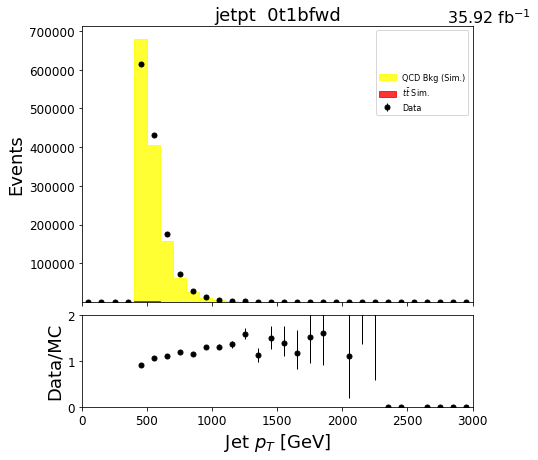 jetpt 0t1bfwd
35.92 fb⁻¹
700000
600000
500000
400000
300000
200000
100000
Events
QCD Bkg (Sim.)
tt̄ Sim.
Data
2
1
0
Data/MC
0 500 1000 1500 2000 2500 3000
Jet p_T [GeV]